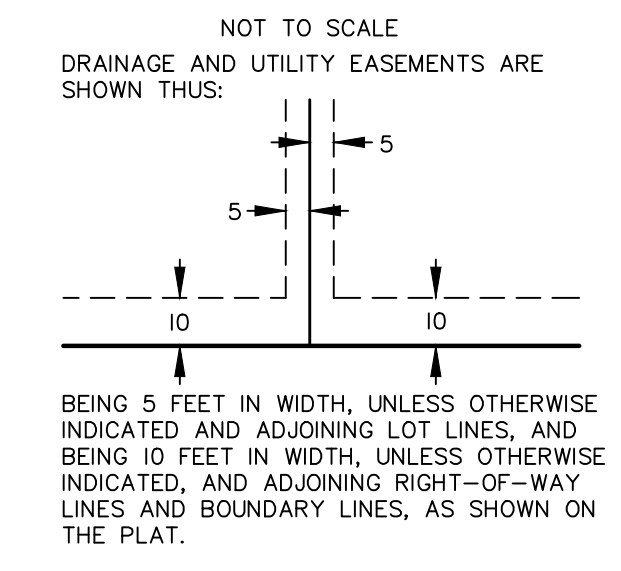 NOT TO SCALE
DRAINAGE AND UTILITY EASEMENTS ARE
SHOWN THUS:
5
5
10
10
BEING 5 FEET IN WIDTH, UNLESS OTHERWISE
INDICATED AND ADJOINING LOT LINES, AND
BEING 10 FEET IN WIDTH, UNLESS OTHERWISE
INDICATED, AND ADJOINING RIGHT-OF-WAY
LINES AND BOUNDARY LINES, AS SHOWN ON
THE PLAT.